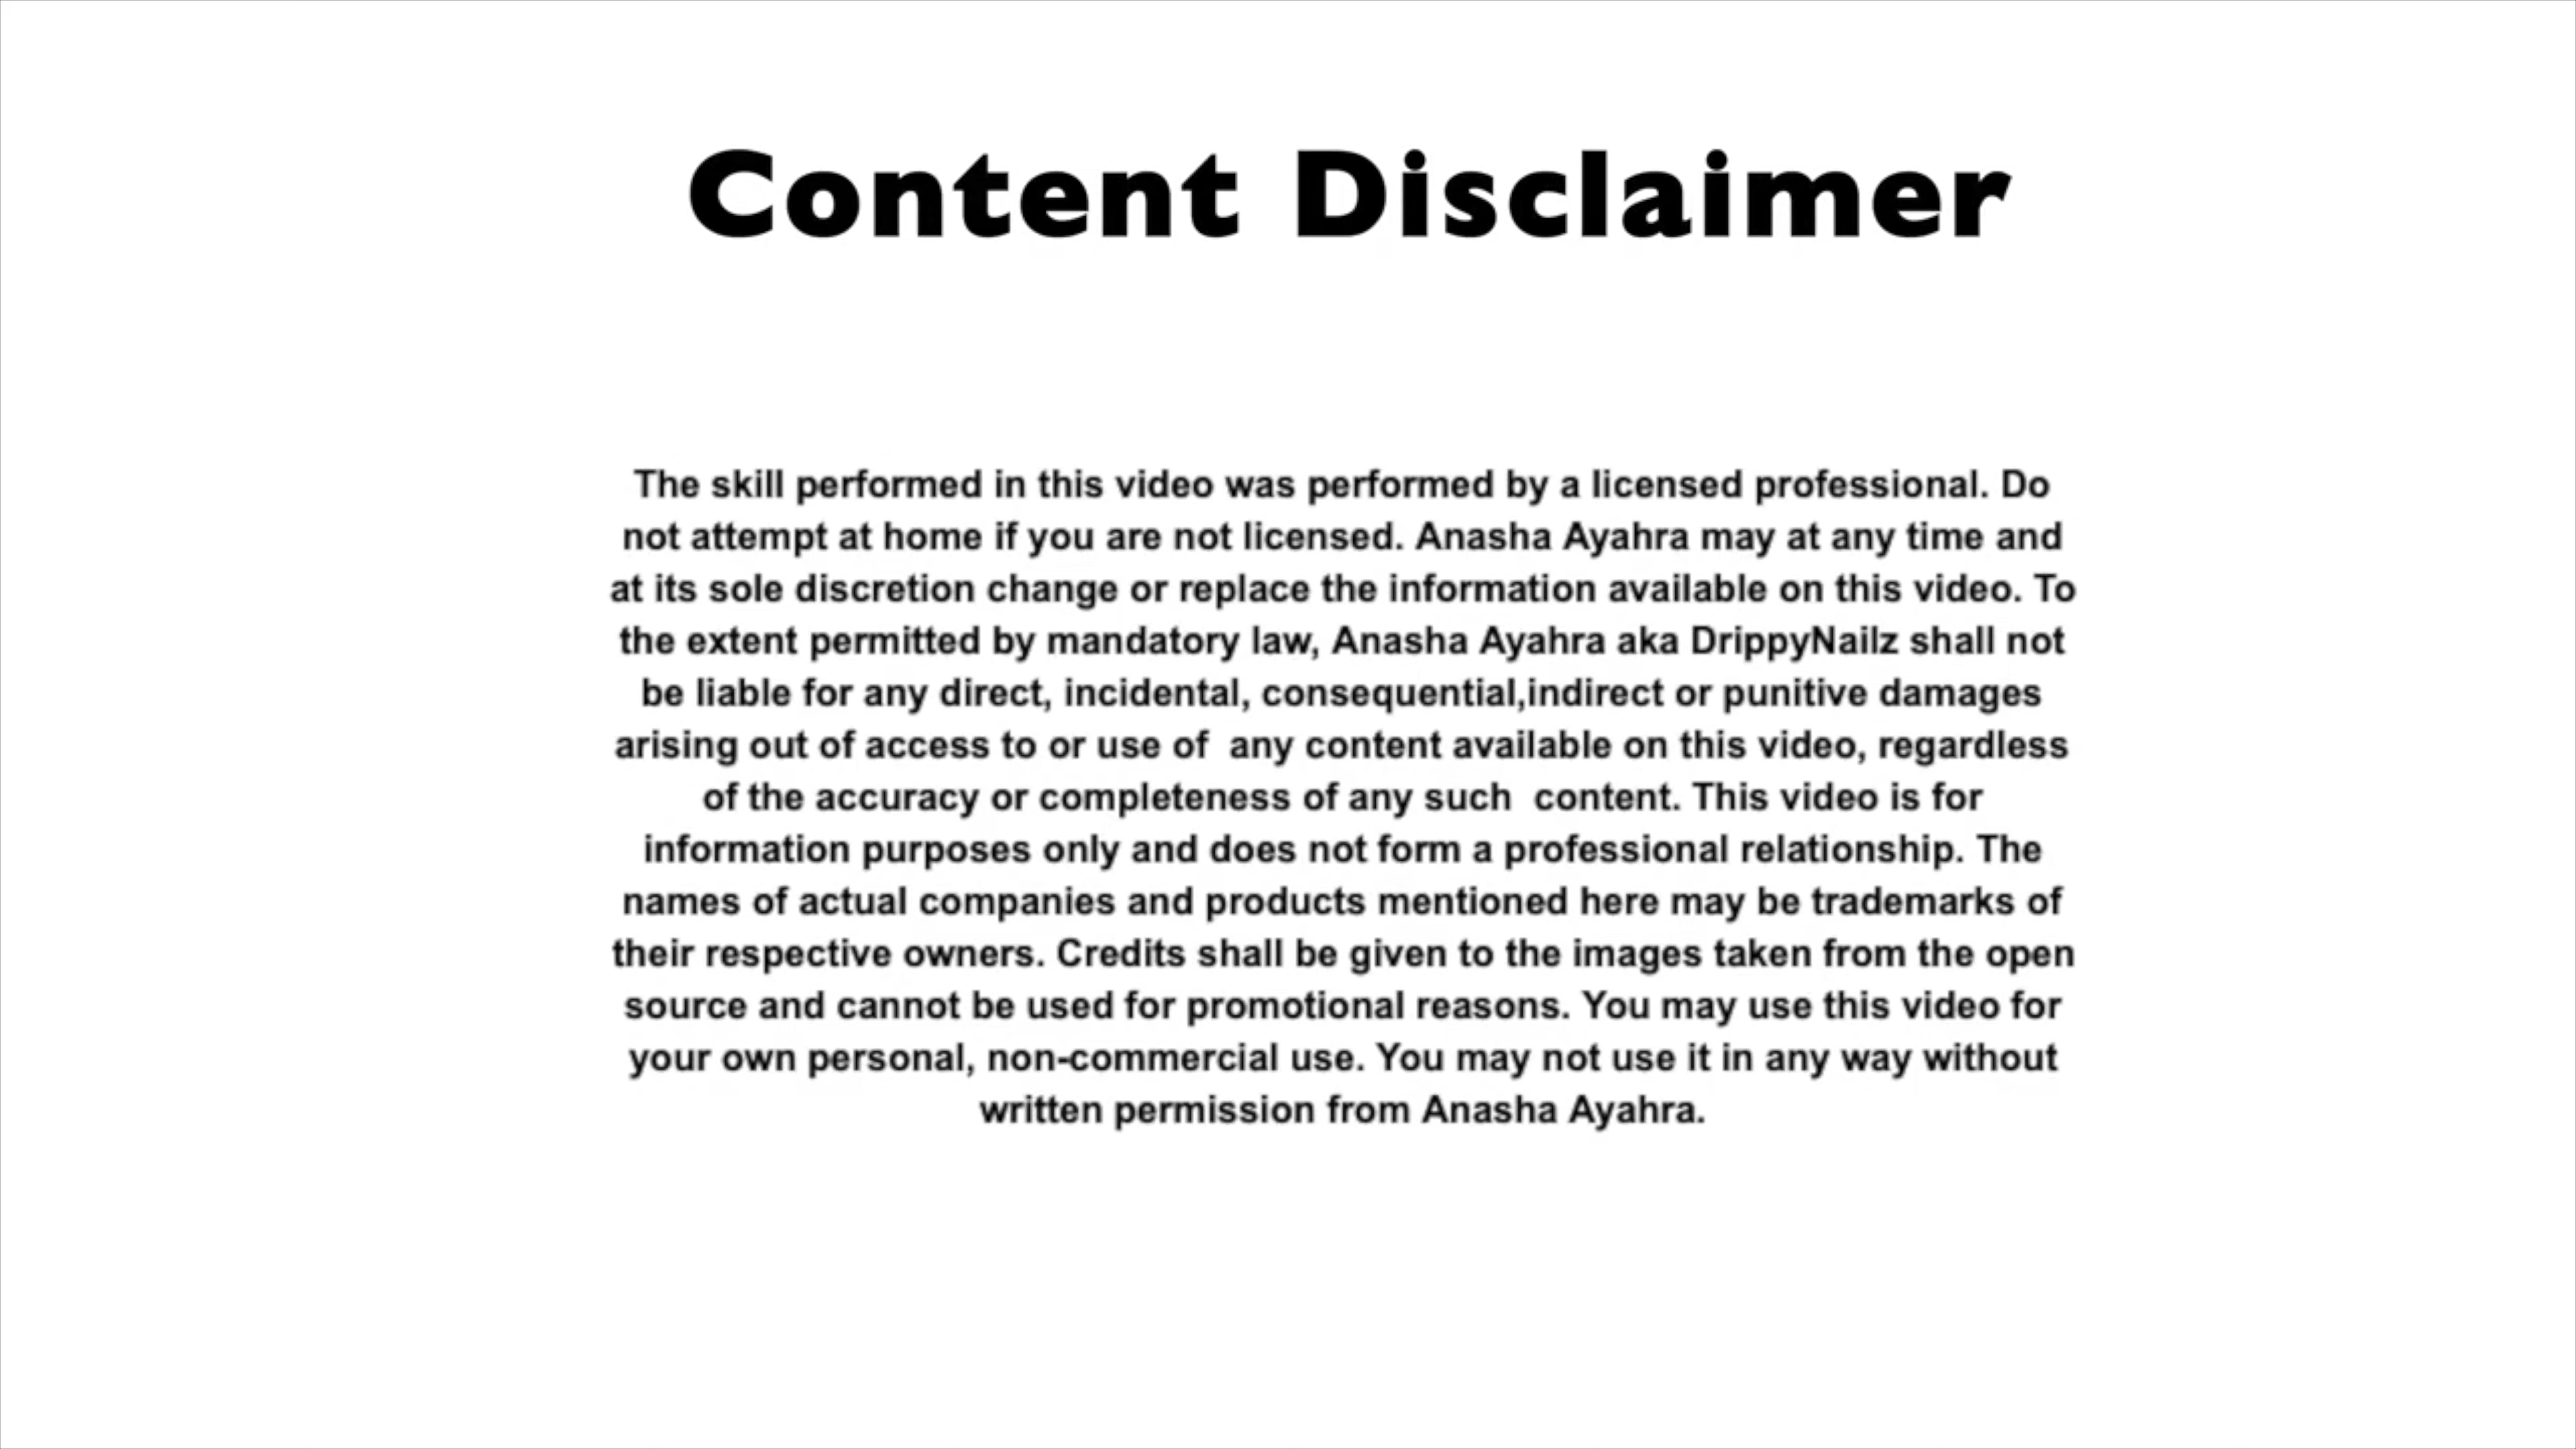 Content Disclaimer
The skill performed in this video was performed by a licensed professional. Do
not attempt at home if you are not licensed. Anasha Ayahra may at any time and
at its sole discretion change or replace the information available on this video. To
the extent permitted by mandatory law, Anasha Ayahra aka DrippyNailz shall not
be liable for any direct, incidental, consequential,indirect or punitive damages
arising out of access to or use of  any content available on this video, regardless
of the accuracy or completeness of any such  content. This video is for
information purposes only and does not form a professional relationship. The
names of actual companies and products mentioned here may be trademarks of
their respective owners. Credits shall be given to the images taken from the open
source and cannot be used for promotional reasons. You may use this video for
your own personal, non-commercial use. You may not use it in any way without
written permission from Anasha Ayahra.